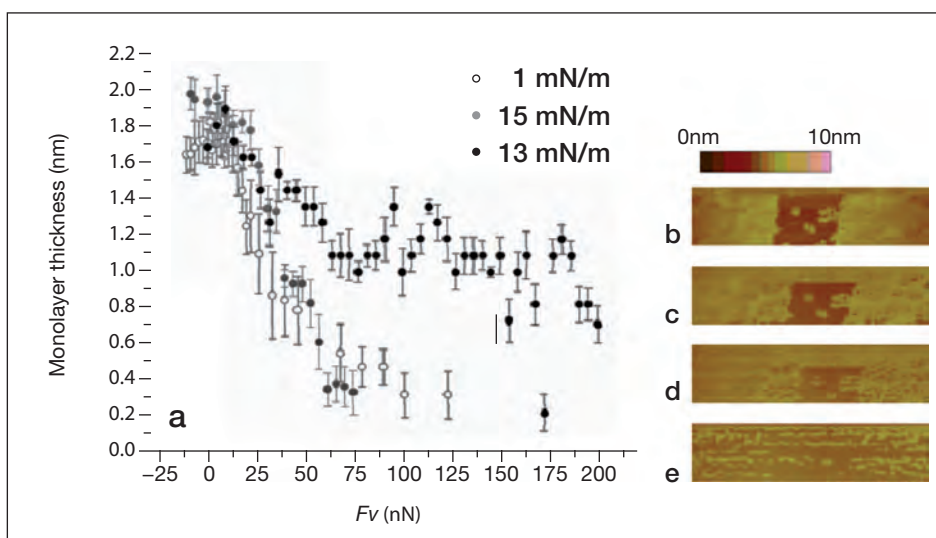 2.2
2.0
1.8
1.6
1.4
1.2
1.0
0.8
0.6
0.4
0.2
0.0
Monolayer thickness (nm)
1 mN/m
15 mN/m
13 mN/m
a
−25 0 25 50 75 100 125 150 175 200
Fv (nN)
0nm 10nm
b
c
d
e